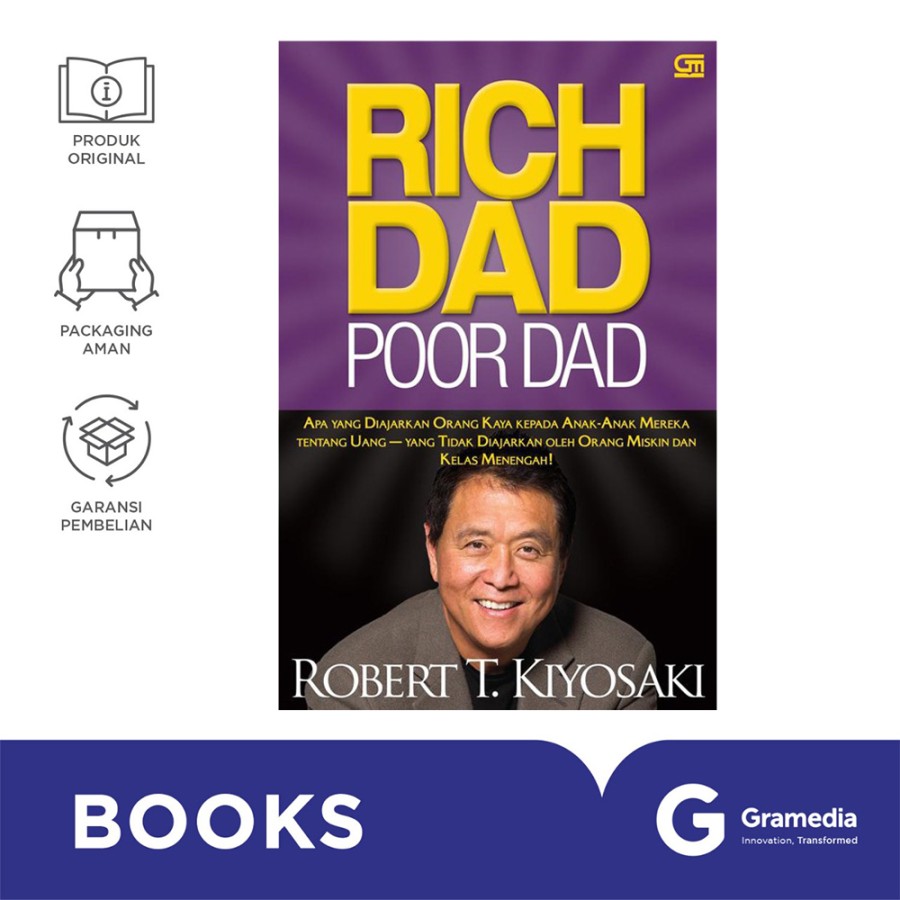 PRODUK
ORIGINAL
PACKAGING
AMAN
GARANSI
PEMBELIAN
GM
RICH
DAD
POOR DAD
APA YANG DIAJARKAN ORANG KAYA KEPADA ANAK-ANAK MEREKA
TENTANG UANG — YANG TIDAK DIAJARKAN OLEH ORANG MISKIN DAN
KELAS MENENGAH!
ROBERT T. KIYOSAKI
BOOKS
G Gramedia
Innovation, Transformed